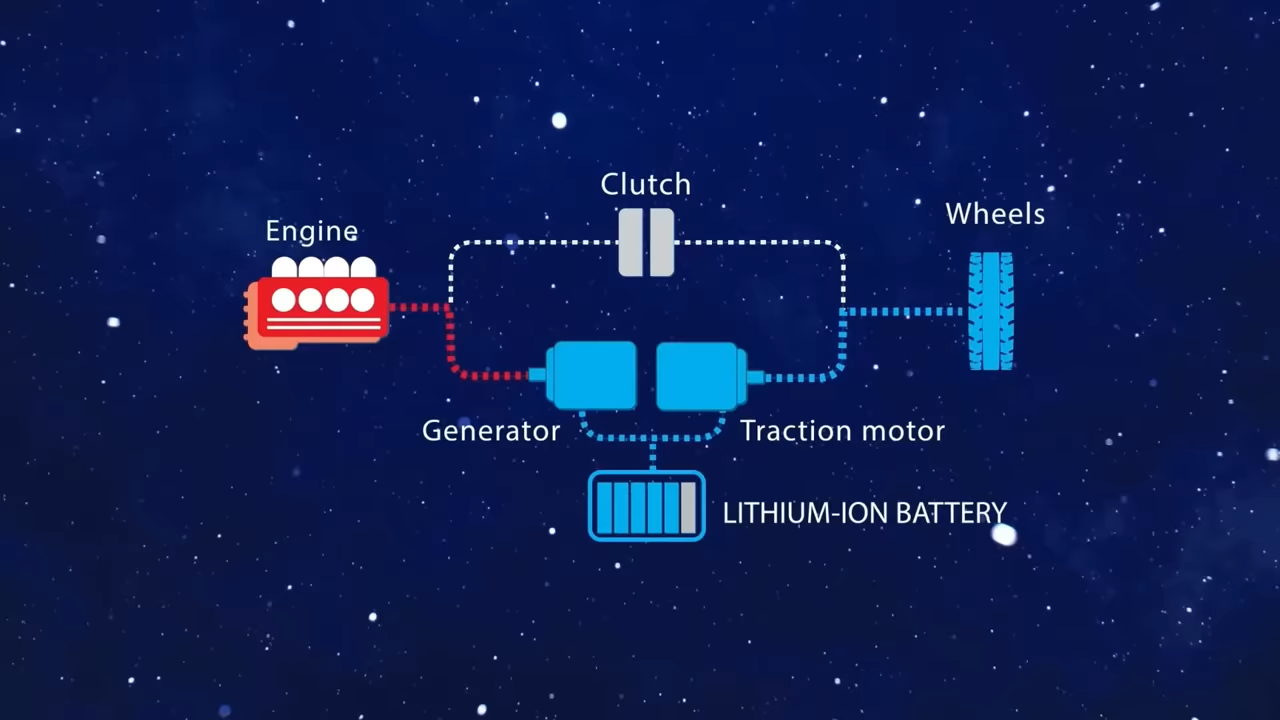 Clutch
Wheels
Engine
Generator
Traction motor
LITHIUM-ION BATTERY